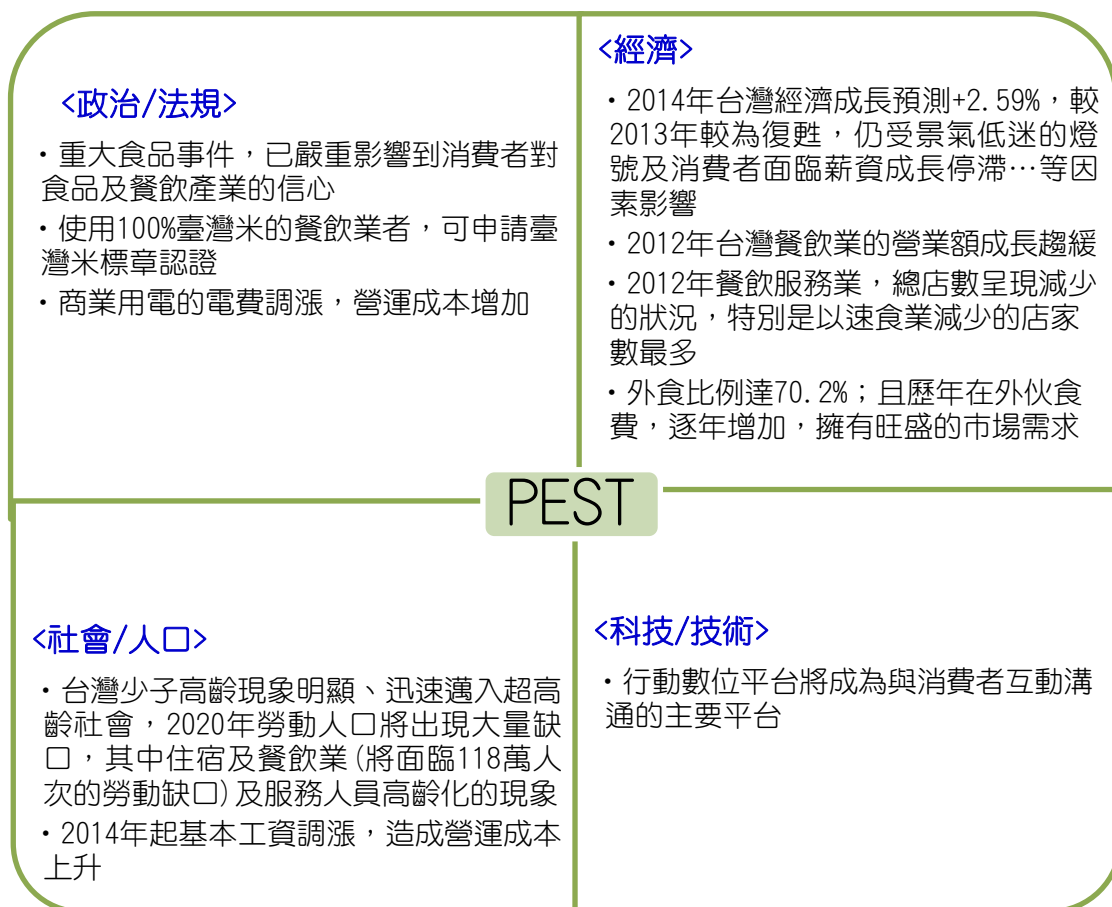 <政治/法規>
・重大食品事件，已嚴重影響到消費者對
食品及餐飲產業的信心
・使用100%臺灣米的餐飲業者，可申請臺
灣米標章認證
・商業用電的電費調漲，營運成本增加
<經濟>
・2014年台灣經濟成長預測+2.59%，較
2013年較為復甦，仍受景氣低迷的燈
號及消費者面臨薪資成長停滯…等因
素影響
・2012年台灣餐飲業的營業額成長趨緩
・2012年餐飲服務業，總店數呈現減少
的狀況，特別是以速食業減少的店家
數最多
・外食比例達70.2%；且歷年在外伙食
費，逐年增加，擁有旺盛的市場需求
PEST
<社會/人口>
・台灣少子高齡現象明顯、迅速邁入超高
齡社會，2020年勞動人口將出現大量缺
口，其中住宿及餐飲業(將面臨118萬人
次的勞動缺口)及服務人員高齡化的現象
・2014年起基本工資調漲，造成營運成本
上升
<科技/技術>
・行動數位平台將成為與消費者互動溝
通的主要平台